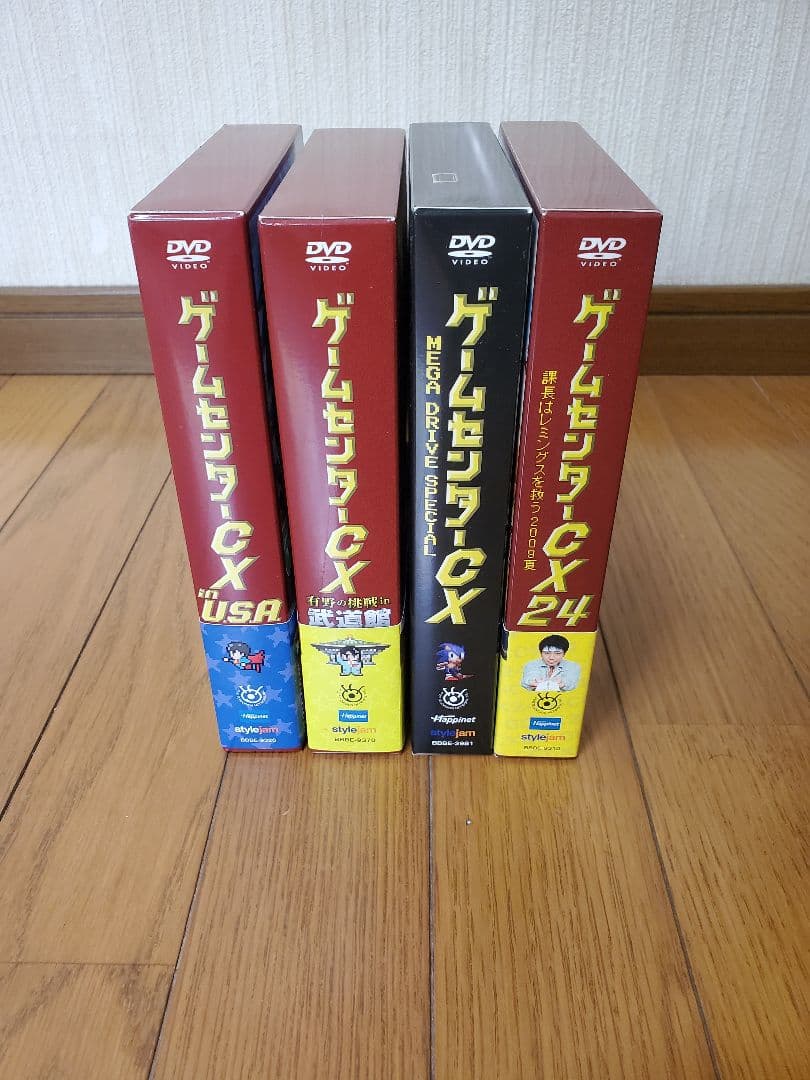 DVD
VIDEO
ゲームセンターCX
in
U.S.A.
Happinet
stylejam
DVD
VIDEO
ゲームセンターCX
有野の挑戦in
武道館
Happinet
stylejam
DVD
VIDEO
ゲームセンターCX
MEGA DRIVE SPECIAL
Happinet
stylejam
BBBE-3981
DVD
VIDEO
ゲームセンターCX
24
課長はレミングスを救う2009夏
Happinet
stylejam